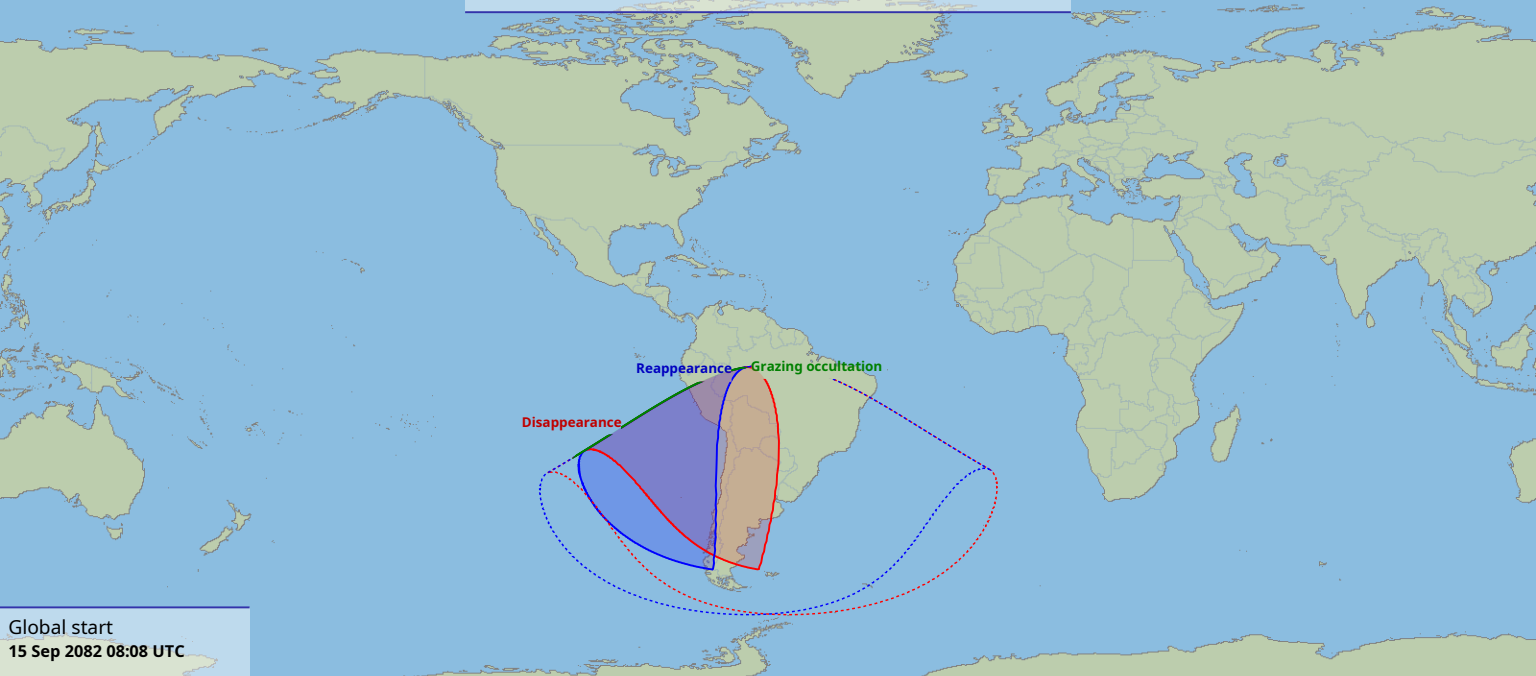 Reappearance
Grazing occultation
Disappearance
Global start
15 Sep 2082 08:08 UTC